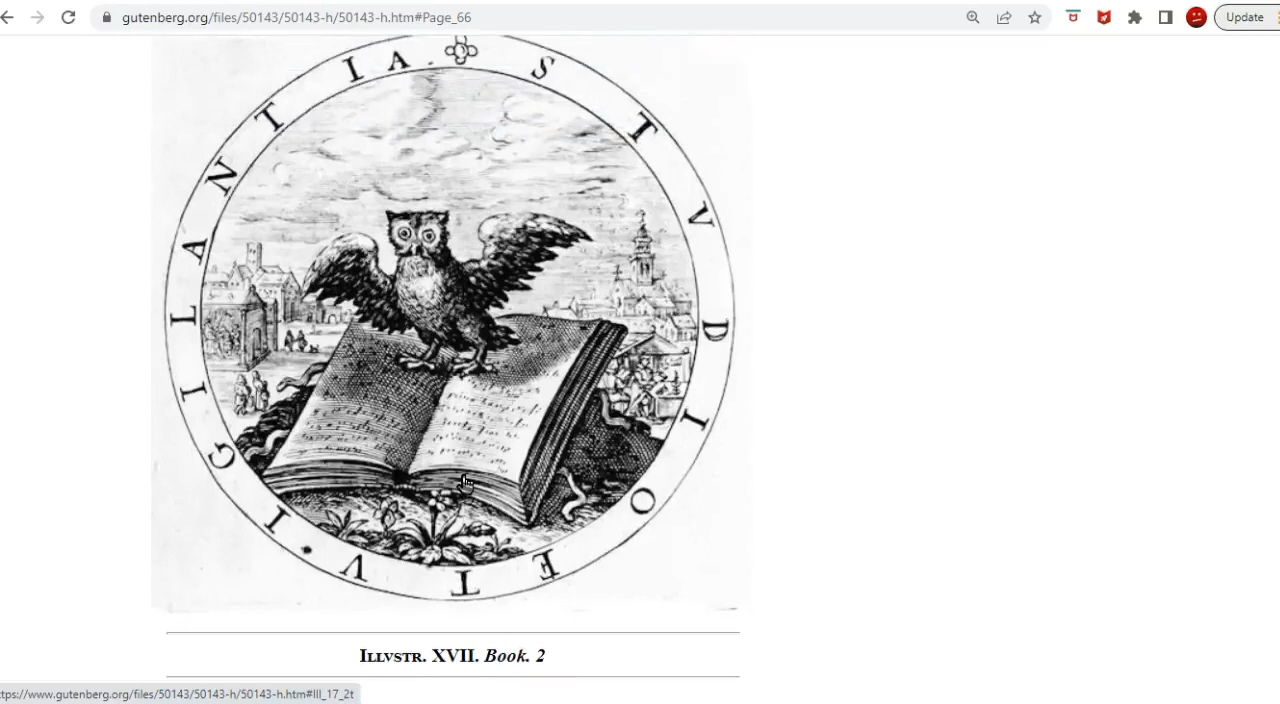 gutenberg.org/files/50143/50143-h/50143-h.htm#Page_66
Update
STVDIO ET VIGILANTIA.
Illvstr. XVII. Book. 2
ttps://www.gutenberg.org/files/50143/50143-h/50143-h.htm#Ill_17_2t